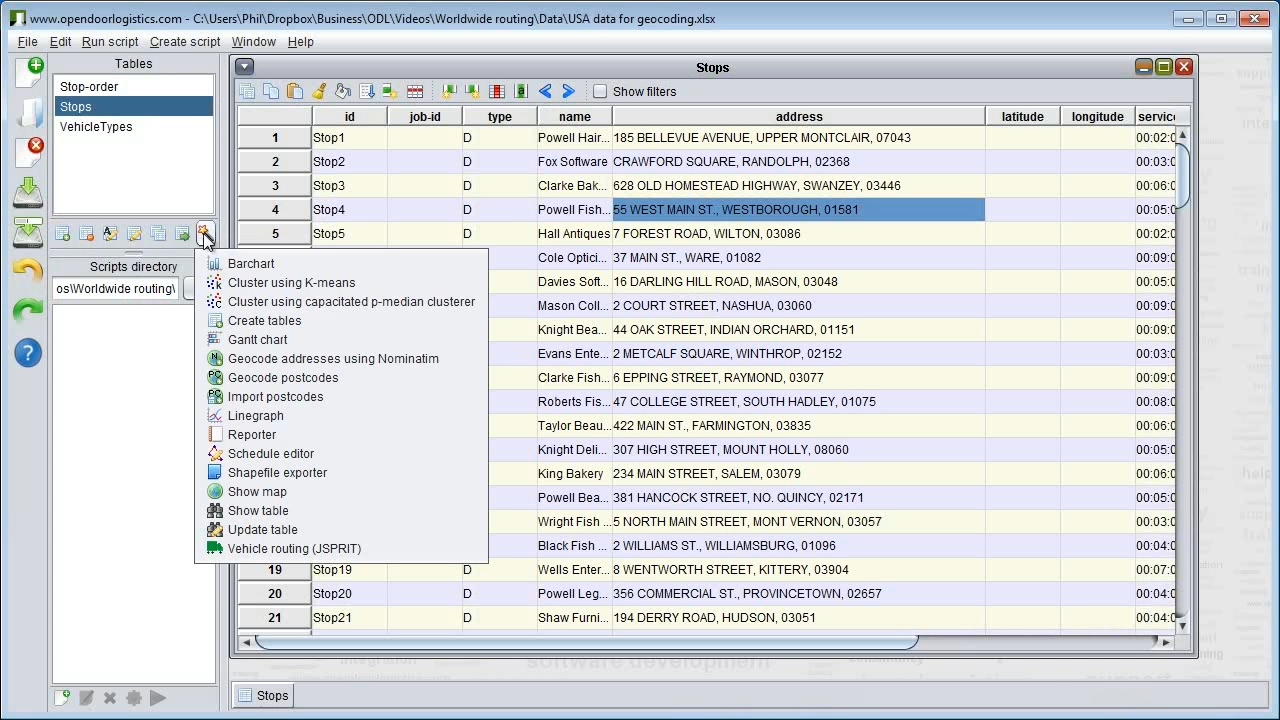 www.opendoorlogistics.com - C:\Users\Phil\Dropbox\Business\ODL\Videos\Worldwide routing\Data\USA data for geocoding.xlsx
File Edit Run script Create script Window Help
Tables
Stop-order
Stops
VehicleTypes
Scripts directory
os\Worldwide routing\
Barchart
Cluster using K-means
Cluster using capacitated p-median clusterer
Create tables
Gantt chart
Geocode addresses using Nominatim
Geocode postcodes
Import postcodes
Linegraph
Reporter
Schedule editor
Shapefile exporter
Show map
Show table
Update table
Vehicle routing (JSPRIT)
Stops
Show filters
id job-id type name address latitude longitude service
1 Stop1 D Powell Hair... 185 BELLEVUE AVENUE, UPPER MONTCLAIR, 07043 00:02:0
2 Stop2 D Fox Software CRAWFORD SQUARE, RANDOLPH, 02368 00:03:0
3 Stop3 D Clarke Bak... 628 OLD HOMESTEAD HIGHWAY, SWANZEY, 03446 00:06:0
4 Stop4 D Powell Fish... 55 WEST MAIN ST., WESTBOROUGH, 01581 00:05:0
5 Stop5 D Hall Antiques 7 FOREST ROAD, WILTON, 03086 00:02:0
Cole Optici... 37 MAIN ST., WARE, 01082 00:09:0
Davies Soft... 16 DARLING HILL ROAD, MASON, 03048 00:06:0
Mason Coll... 2 COURT STREET, NASHUA, 03060 00:09:0
Knight Bea... 44 OAK STREET, INDIAN ORCHARD, 01151 00:09:0
Evans Ente... 2 METCALF SQUARE, WINTHROP, 02152 00:03:0
Clarke Fish... 6 EPPING STREET, RAYMOND, 03077 00:09:0
Roberts Fis... 47 COLLEGE STREET, SOUTH HADLEY, 01075 00:08:0
Taylor Beau... 422 MAIN ST., FARMINGTON, 03835 00:06:0
Knight Deli... 307 HIGH STREET, MOUNT HOLLY, 08060 00:05:0
King Bakery 234 MAIN STREET, SALEM, 03079 00:06:0
Powell Bea... 381 HANCOCK STREET, NO. QUINCY, 02171 00:05:0
Wright Fish ... 5 NORTH MAIN STREET, MONT VERNON, 03057 00:03:0
Black Fish ... 2 WILLIAMS ST., WILLIAMSBURG, 01096 00:04:0
19 Stop19 D Wells Enter... 8 WENTWORTH STREET, KITTERY, 03904 00:07:0
20 Stop20 D Powell Leg... 356 COMMERCIAL ST., PROVINCETOWN, 02657 00:04:0
21 Stop21 D Shaw Furni... 194 DERRY ROAD, HUDSON, 03051 00:04:0
software development
Stops